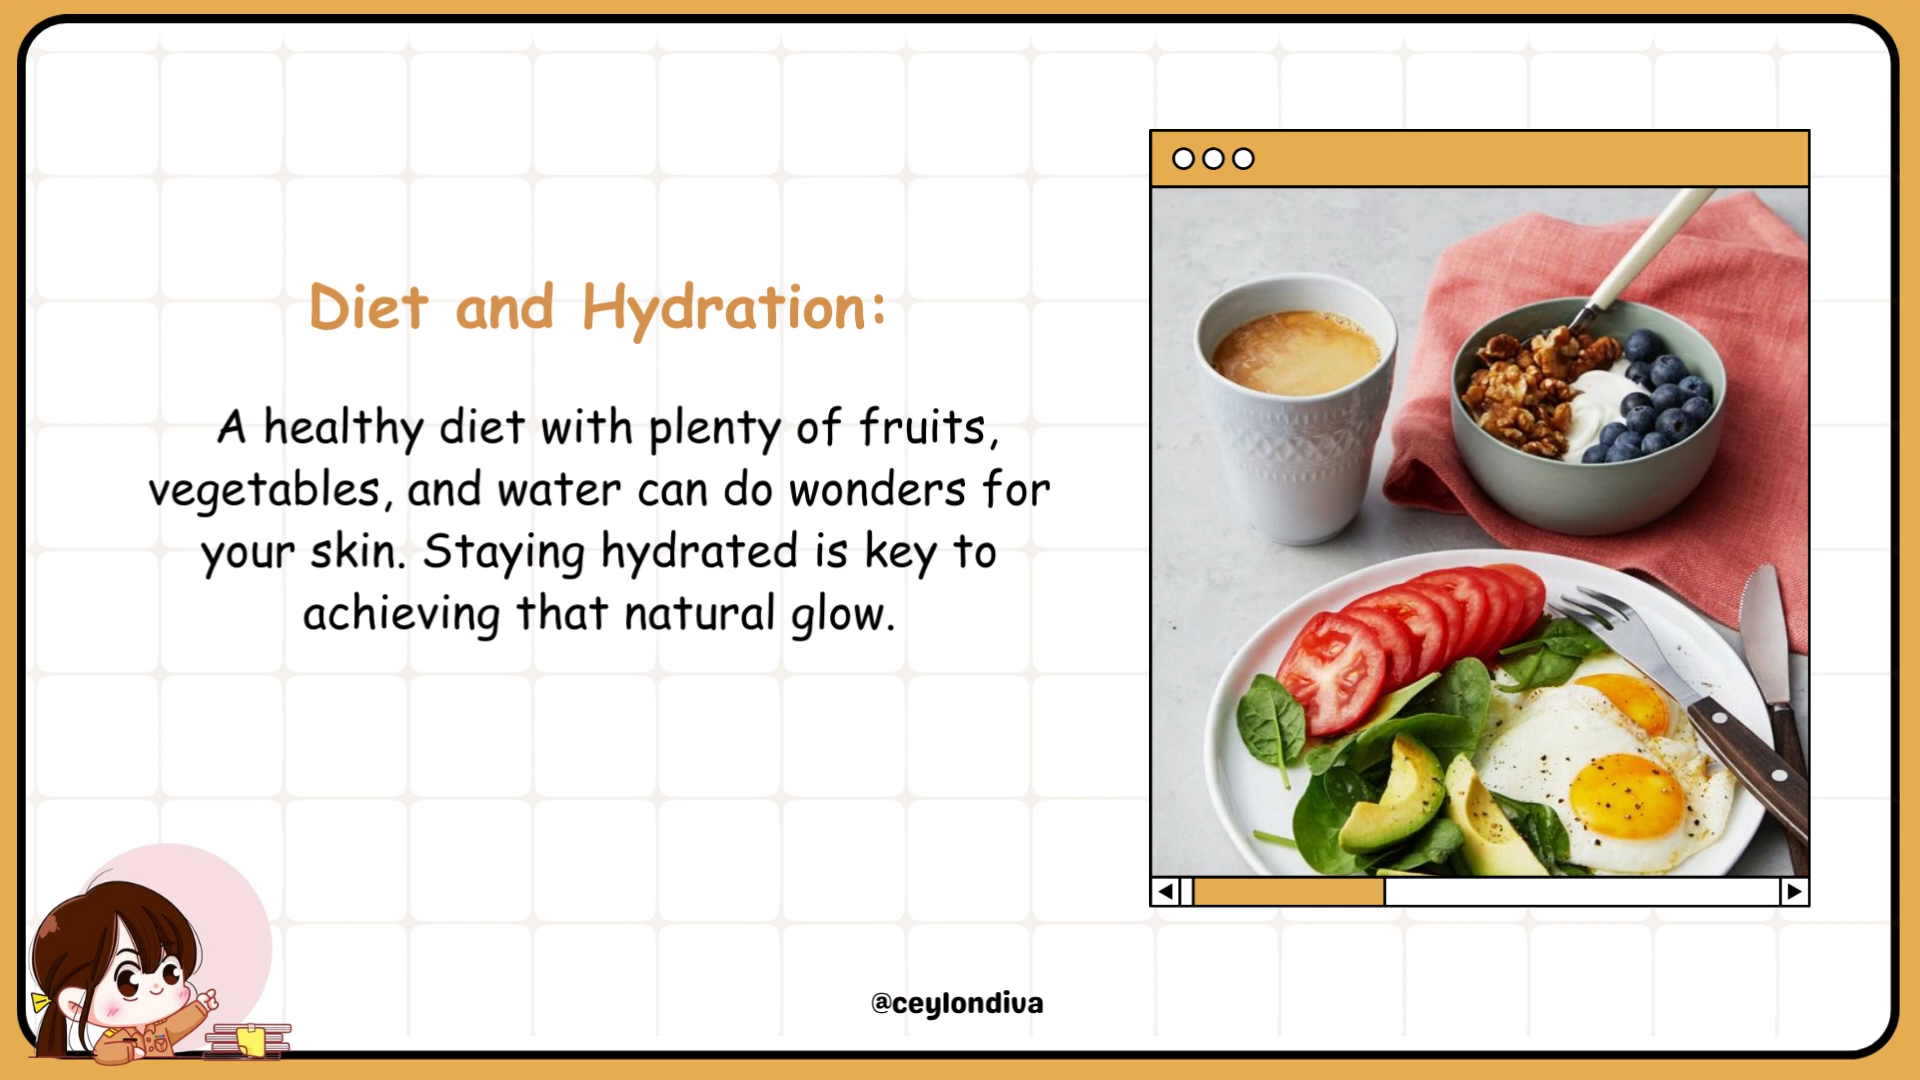 Diet and Hydration:
A healthy diet with plenty of fruits,
vegetables, and water can do wonders for
your skin. Staying hydrated is key to
achieving that natural glow.
@ceylondiva